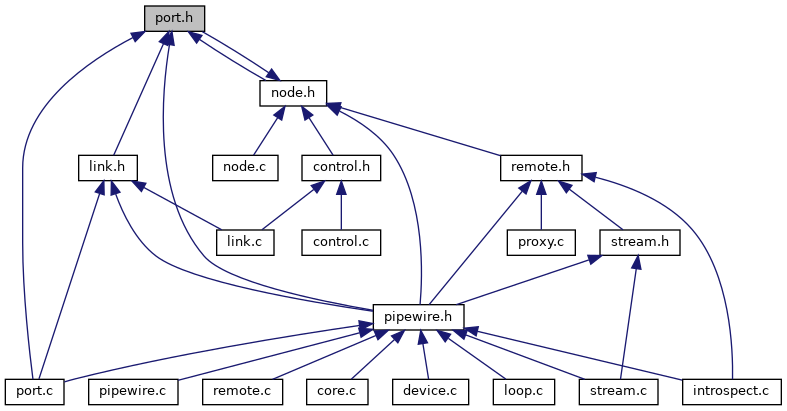 port.h
node.h
link.h
node.c
control.h
remote.h
link.c
control.c
proxy.c
stream.h
pipewire.h
port.c
pipewire.c
remote.c
core.c
device.c
loop.c
stream.c
introspect.c